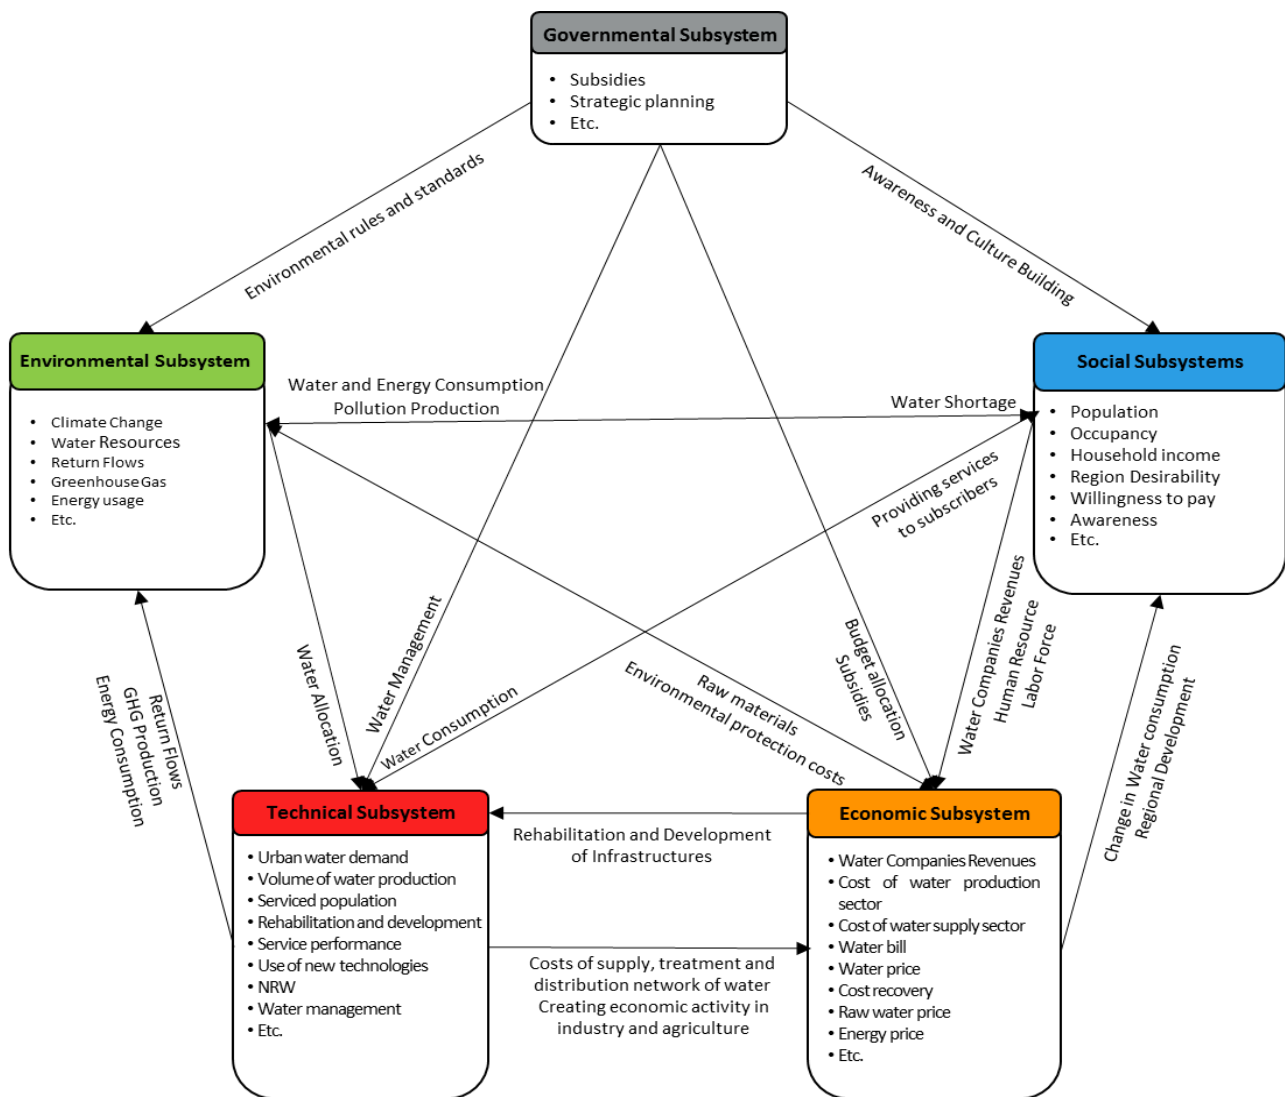 Governmental Subsystem
• Subsidies
• Strategic planning
• Etc.
Environmental rules and standards
Awareness and Culture Building
Environmental Subsystem
• Climate Change
• Water Resources
• Return Flows
• Greenhouse Gas
• Energy usage
• Etc.
Water and Energy Consumption
Pollution Production
Water Shortage
Social Subsystems
• Population
• Occupancy
• Household income
• Region Desirability
• Willingness to pay
• Awareness
• Etc.
Providing services
to subscribers
Return Flows
GHG Production
Energy Consumption
Water Allocation
Water Management
Water Consumption
Raw materials
Environmental protection costs
Budget allocation
Subsidies
Water Companies Revenues
Human Resource
Labor Force
Change in Water consumption
Regional Development
Technical Subsystem
• Urban water demand
• Volume of water production
• Serviced population
• Rehabilitation and development
• Service performance
• Use of new technologies
• NRW
• Water management
• Etc.
Rehabilitation and Development
of Infrastructures
Costs of supply, treatment and
distribution network of water
Creating economic activity in
industry and agriculture
Economic Subsystem
• Water Companies Revenues
• Cost of water production
sector
• Cost of water supply sector
• Water bill
• Water price
• Cost recovery
• Raw water price
• Energy price
• Etc.